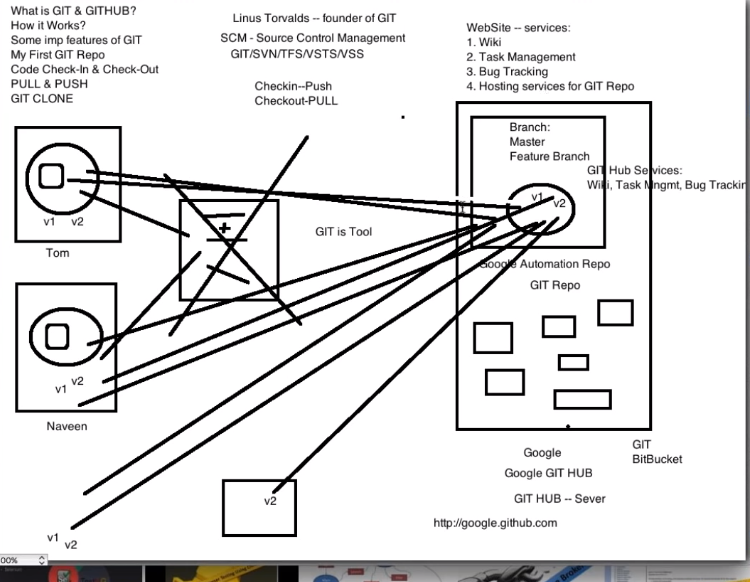 What is GIT & GITHUB?
How it Works?
Some imp features of GIT
My First GIT Repo
Code Check-In & Check-Out
PULL & PUSH
GIT CLONE
Linus Torvalds -- founder of GIT
SCM - Source Control Management
GIT/SVN/TFS/VSTS/VSS
Checkin--Push
Checkout-PULL
WebSite -- services:
1. Wiki
2. Task Management
3. Bug Tracking
4. Hosting services for GIT Repo
Branch:
Master
Feature Branch
GIT Hub Services:
Wiki, Task Mngmt, Bug Trackin
v1
v2
v1 v2
Tom
+
GIT is Tool
Google Automation Repo
GIT Repo
v1 v2
Naveen
Google
Google GIT HUB
GIT HUB -- Sever
http://google.github.com
GIT
BitBucket
v2
v1
v2
00%